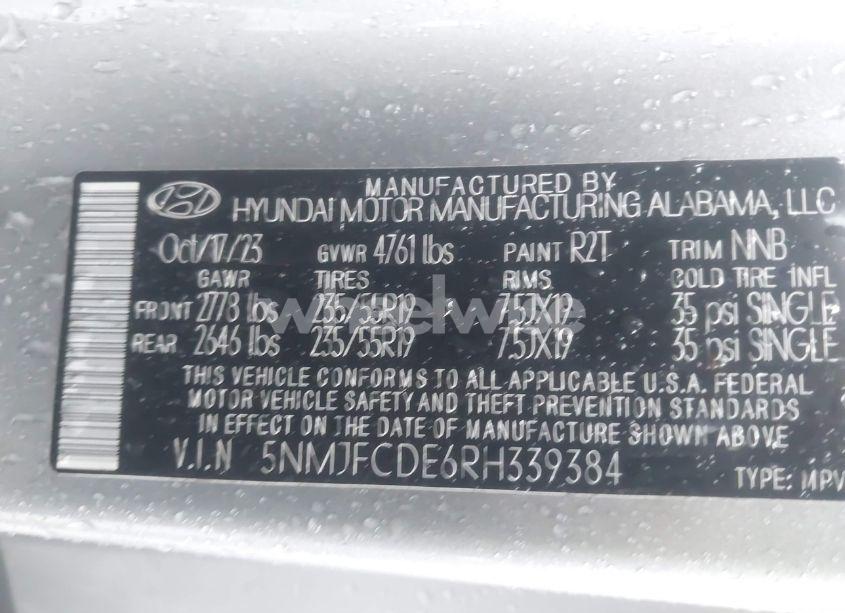 MANUFACTURED BY
HYUNDAI MOTOR MANUFACTURING ALABAMA, LLC
Oct/17/23 GVWR 4761 lbs PAINT R2T TRIM NNB
GAWR TIRES RIMS COLD TIRE INFL
FRONT 2778 lbs 235/55R19 7.5JX19 35 psi SINGLE
REAR 2646 lbs 235/55R19 7.5JX19 35 psi SINGLE
THIS VEHICLE CONFORMS TO ALL APPLICABLE U.S.A. FEDERAL
MOTOR VEHICLE SAFETY AND THEFT PREVENTION STANDARDS
IN EFFECT ON THE DATE OF MANUFACTURE SHOWN ABOVE.
V.I.N 5NMJFCDE6RH339384
TYPE: MPV